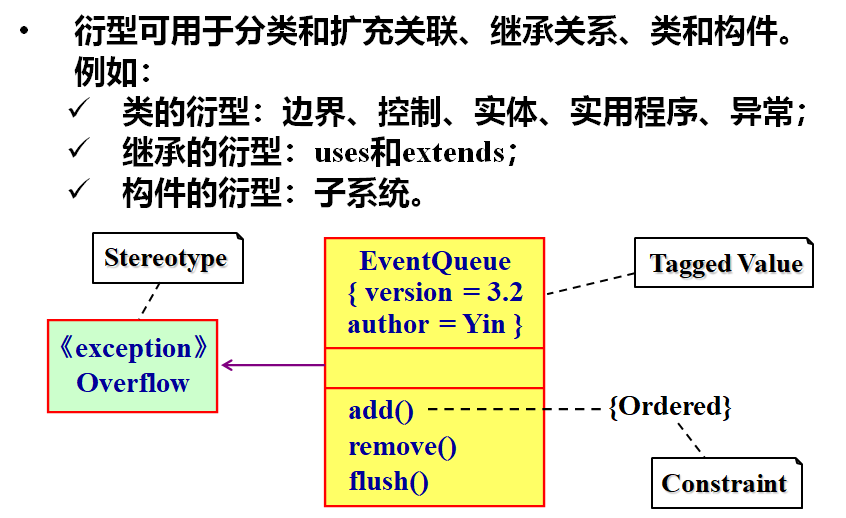 • 衍型可用于分类和扩充关联、继承关系、类和构件。
例如：
✓ 类的衍型：边界、控制、实体、实用程序、异常；
✓ 继承的衍型：uses和extends；
✓ 构件的衍型：子系统。
Stereotype
《exception》
Overflow
EventQueue
{ version = 3.2
author = Yin }
Tagged Value
add()
remove()
flush()
{Ordered}
Constraint